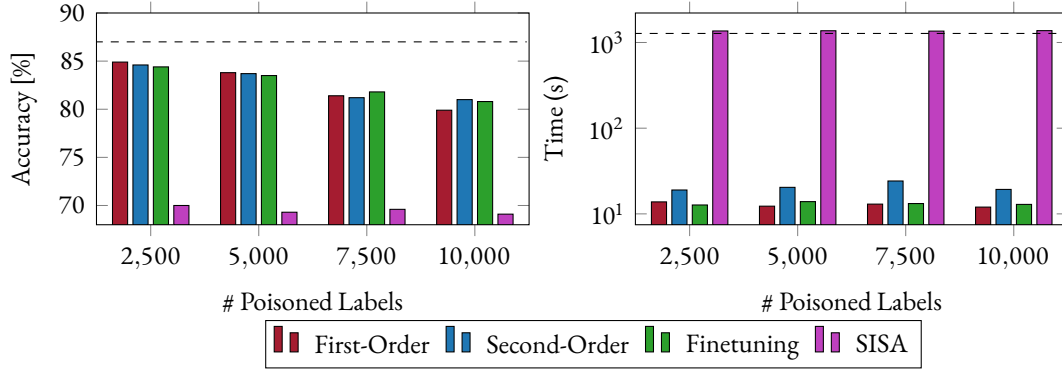 90
85
80
75
70
Accuracy [%]
2,500
5,000
7,500
10,000
# Poisoned Labels
10³
10²
10¹
Time (s)
2,500
5,000
7,500
10,000
# Poisoned Labels
First-Order
Second-Order
Finetuning
SISA